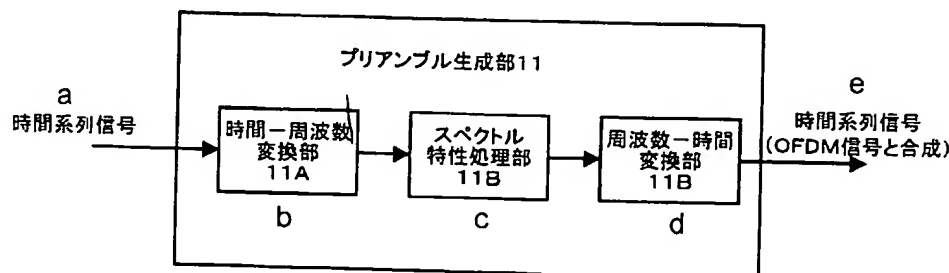 プリアンブル生成部11
a
時間系列信号
時間ー周波数
変換部
11A
b
スペクトル
特性処理部
11B
c
周波数ー時間
変換部
11B
d
e
時間系列信号
(OFDM信号と合成)